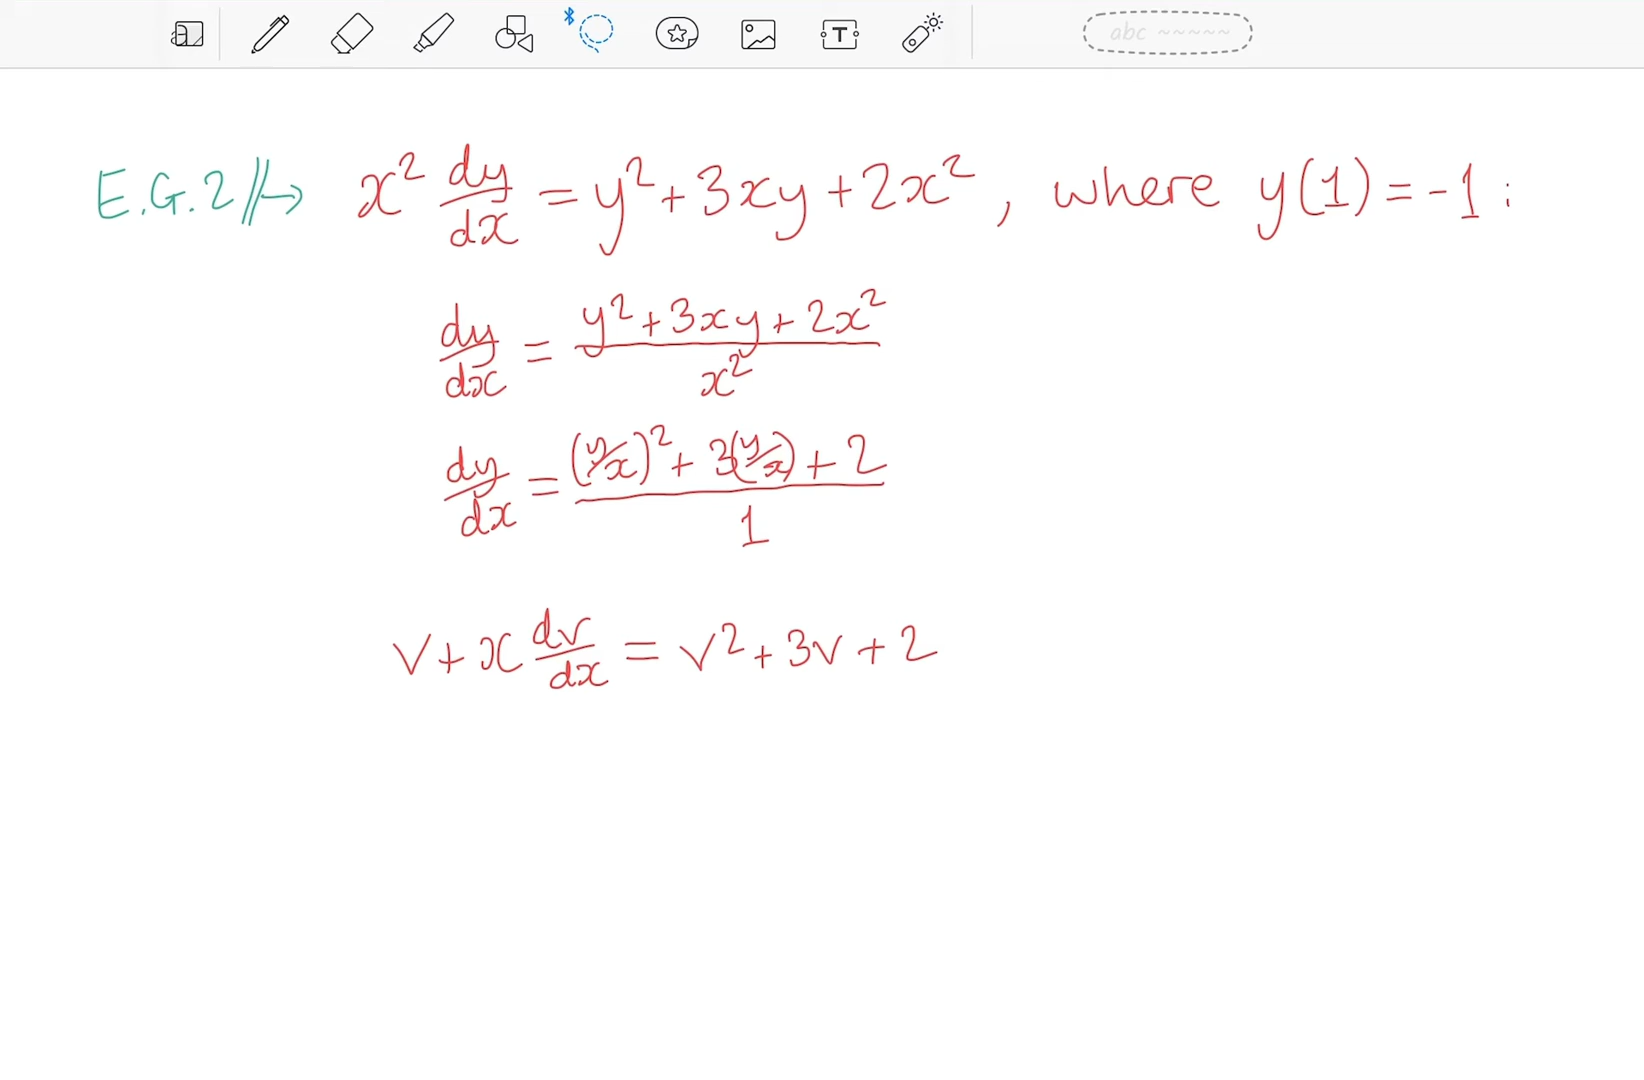 abc ~~~~~
E.G.2//→ x² dy/dx = y² + 3xy + 2x² , where y(1) = -1 :
dy/dx = y² + 3xy + 2x² / x²
dy/dx = (y/x)² + 3(y/x) + 2 / 1
v + x dv/dx = v² + 3v + 2